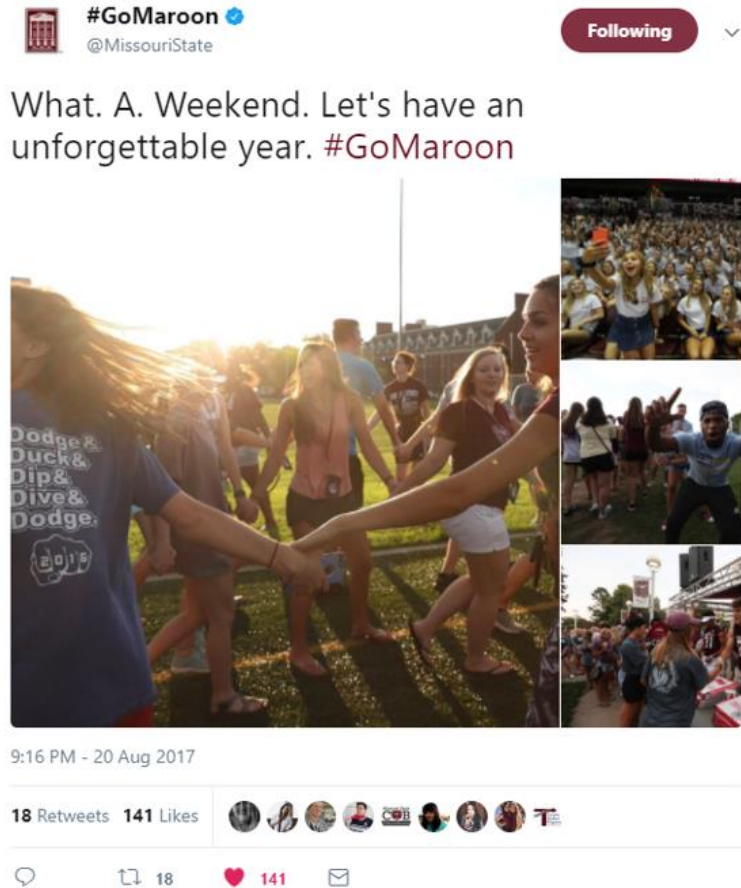 #GoMaroon
@MissouriState
Following
What. A. Weekend. Let's have an
unforgettable year. #GoMaroon
Dodge&
Duck&
Dip&
Dive&
Dodge.
2016
9:16 PM - 20 Aug 2017
18 Retweets 141 Likes
18 141